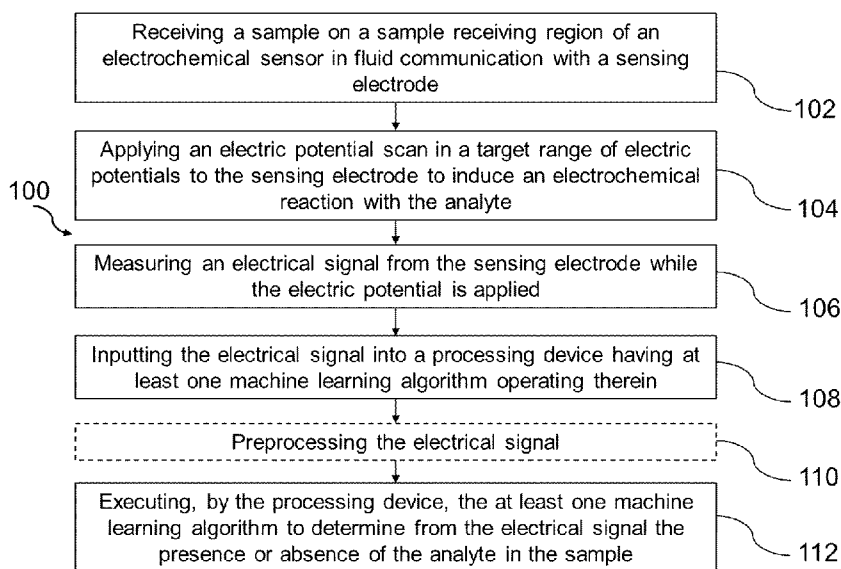 Receiving a sample on a sample receiving region of an
electrochemical sensor in fluid communication with a sensing
electrode
102
Applying an electric potential scan in a target range of electric
potentials to the sensing electrode to induce an electrochemical
reaction with the analyte
104
100
Measuring an electrical signal from the sensing electrode while
the electric potential is applied
106
Inputting the electrical signal into a processing device having at
least one machine learning algorithm operating therein
108
Preprocessing the electrical signal
110
Executing, by the processing device, the at least one machine
learning algorithm to determine from the electrical signal the
presence or absence of the analyte in the sample
112